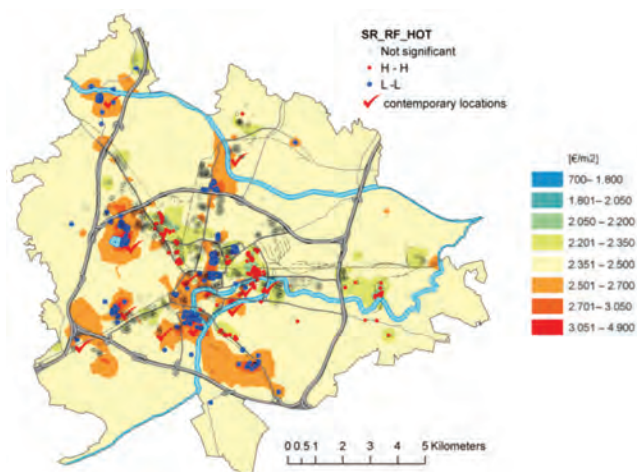 SR_RF_HOT
Not significant
H - H
L -L
contemporary locations
[€/m2]
700– 1.800
1.801 – 2.050
2.050 – 2.200
2.201 – 2.350
2.351 – 2.500
2.501 – 2.700
2.701 – 3.050
3.051 – 4.900
0 0.5 1 2 3 4 5 Kilometers